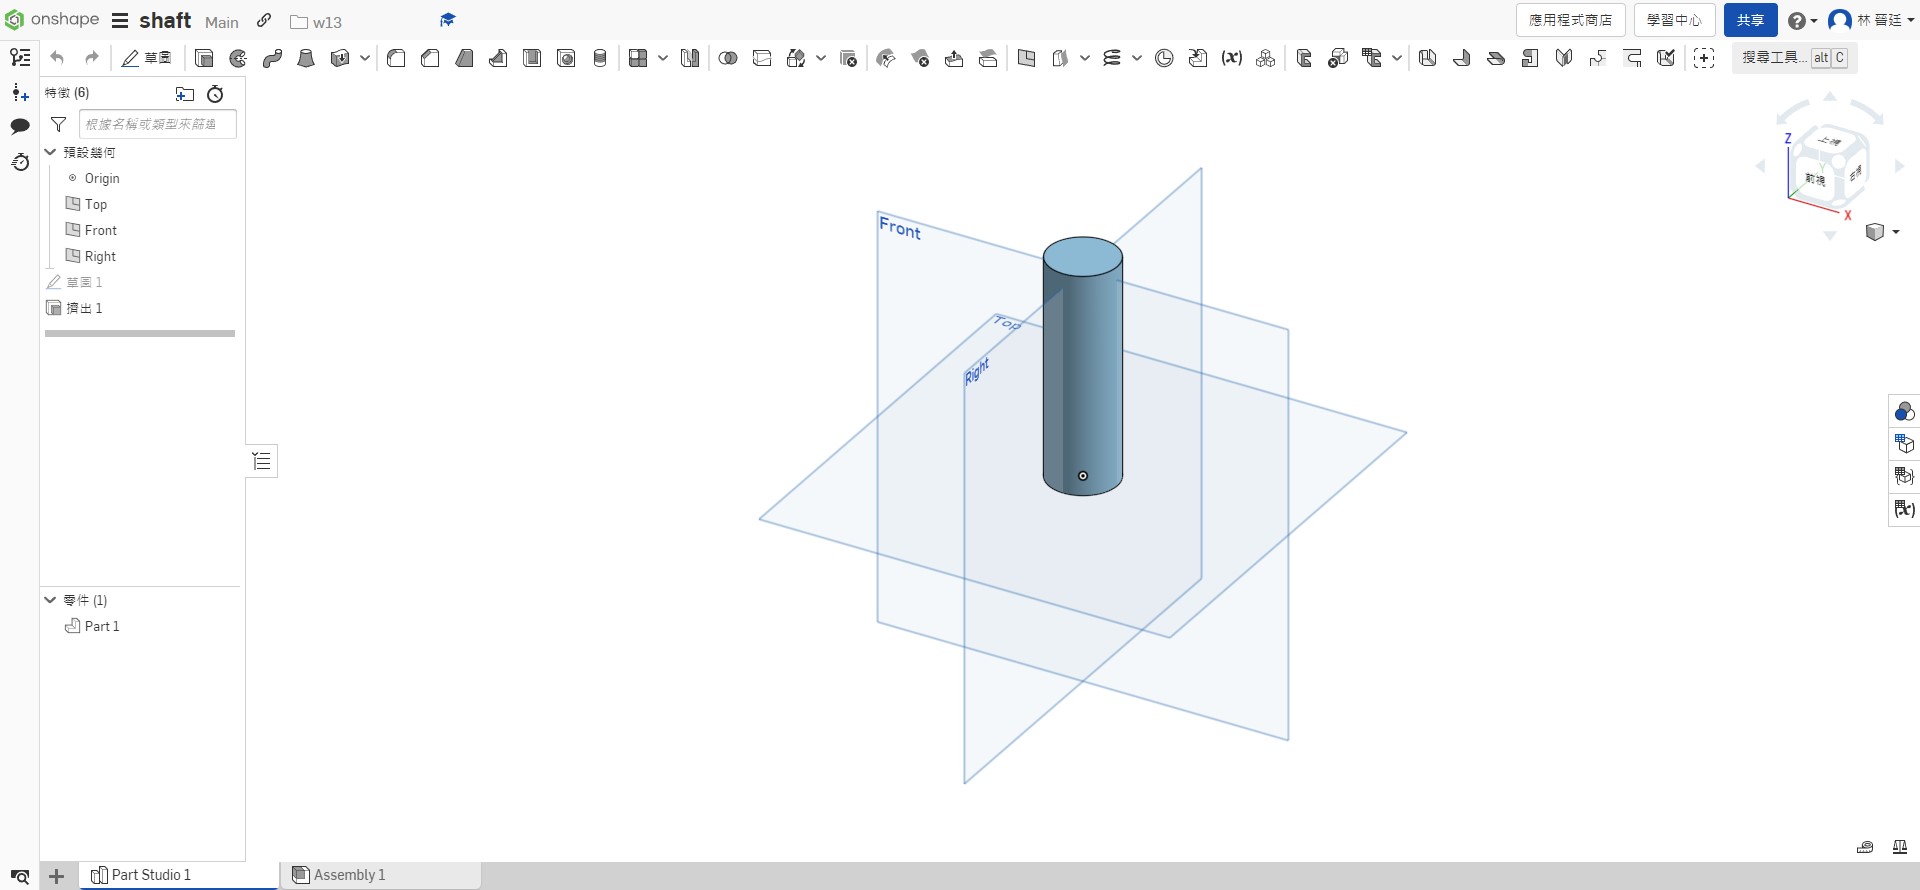 onshape shaft Main w13 應用程式商店 學習中心 共享 林 晉廷
草圖 搜尋工具... alt C
特徵 (6)
根據名稱或類型來篩選
預設幾何
Origin
Top
Front
Right
草圖 1
擠出 1
零件 (1)
Part 1
Front
Top
Right
Z
上視
前視
右視
Y
X
Part Studio 1 Assembly 1